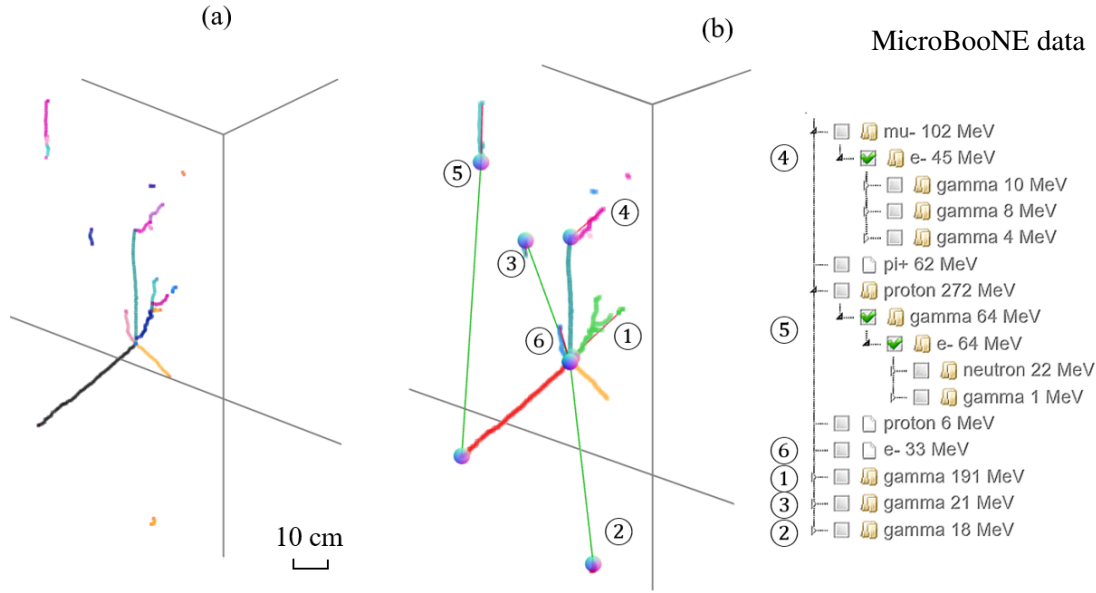 (a)
(b)
MicroBooNE data
⑤
③
④
⑥
①
②
10 cm
mu- 102 MeV
④ e- 45 MeV
gamma 10 MeV
gamma 8 MeV
gamma 4 MeV
pi+ 62 MeV
proton 272 MeV
⑤ gamma 64 MeV
e- 64 MeV
neutron 22 MeV
gamma 1 MeV
proton 6 MeV
⑥ e- 33 MeV
① gamma 191 MeV
③ gamma 21 MeV
② gamma 18 MeV